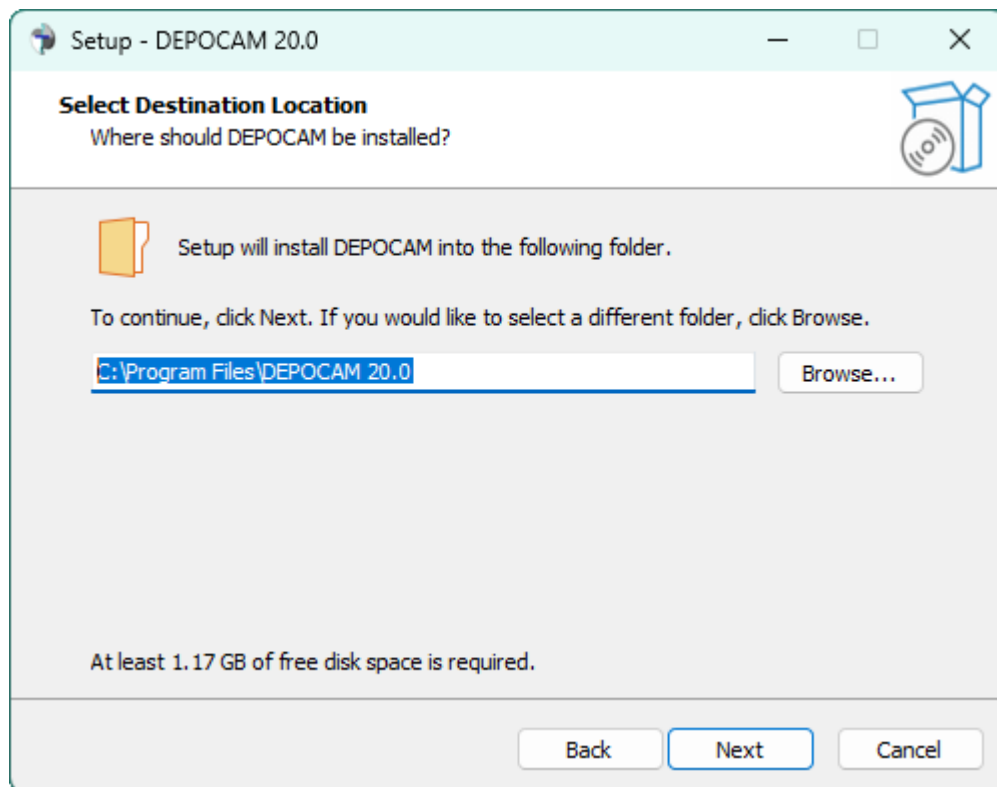 Setup - DEPOCAM 20.0
Select Destination Location
Where should DEPOCAM be installed?
Setup will install DEPOCAM into the following folder.
To continue, click Next. If you would like to select a different folder, click Browse.
C:\Program Files\DEPOCAM 20.0
Browse...
At least 1.17 GB of free disk space is required.
Back
Next
Cancel